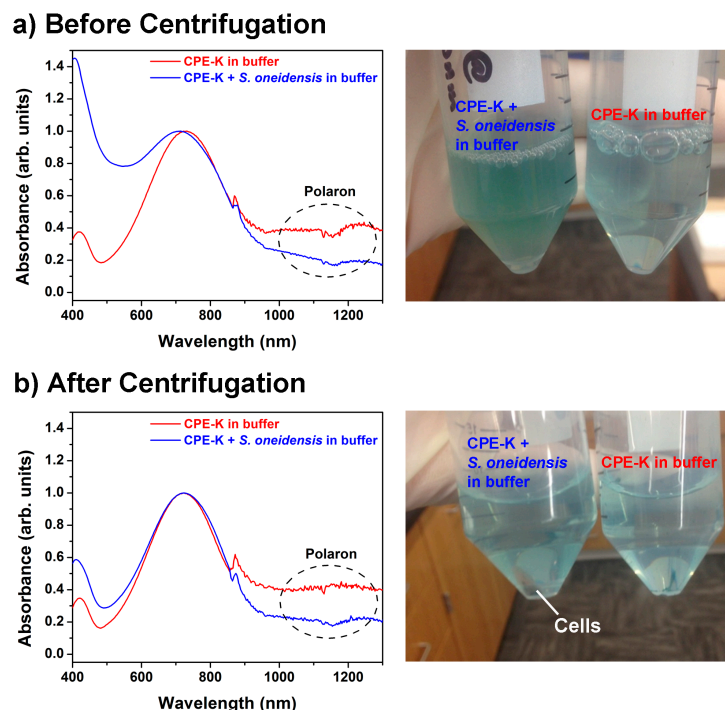 a) Before Centrifugation
CPE-K in buffer
CPE-K + S. oneidensis in buffer
Polaron
Absorbance (arb. units)
1.4
1.2
1.0
0.8
0.6
0.4
0.2
0.0
400 600 800 1000 1200
Wavelength (nm)
CPE-K +
S. oneidensis
in buffer
CPE-K in buffer
b) After Centrifugation
CPE-K in buffer
CPE-K + S. oneidensis in buffer
Polaron
Absorbance (arb. units)
1.4
1.2
1.0
0.8
0.6
0.4
0.2
0.0
400 600 800 1000 1200
Wavelength (nm)
CPE-K +
S. oneidensis
in buffer
CPE-K in buffer
Cells